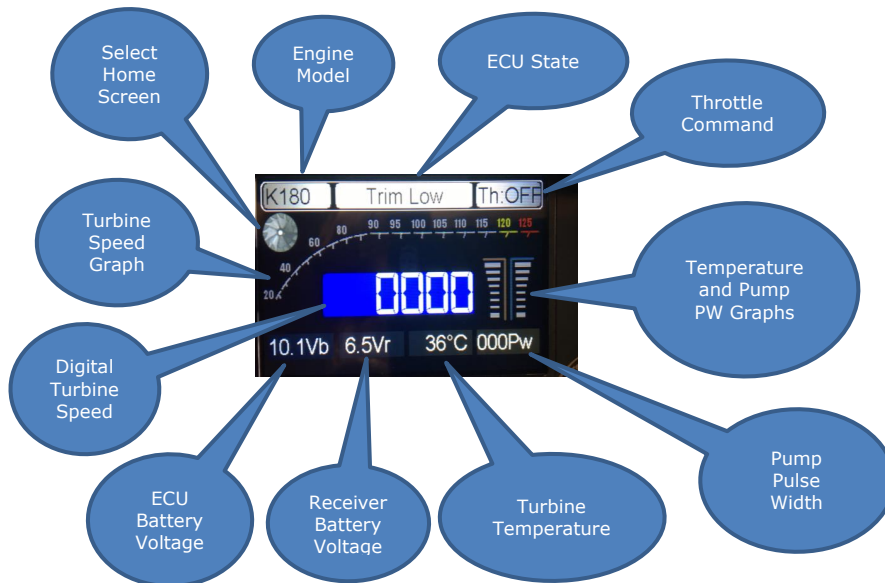 Select
Home
Screen
Engine
Model
ECU State
Throttle
Command
K180
Trim Low
Th:OFF
Turbine
Speed
Graph
20 40 60 80 90 95 100 105 110 115 120 125
0000
Temperature
and Pump
PW Graphs
10.1Vb 6.5Vr 36°C 000Pw
Digital
Turbine
Speed
ECU
Battery
Voltage
Receiver
Battery
Voltage
Turbine
Temperature
Pump
Pulse
Width